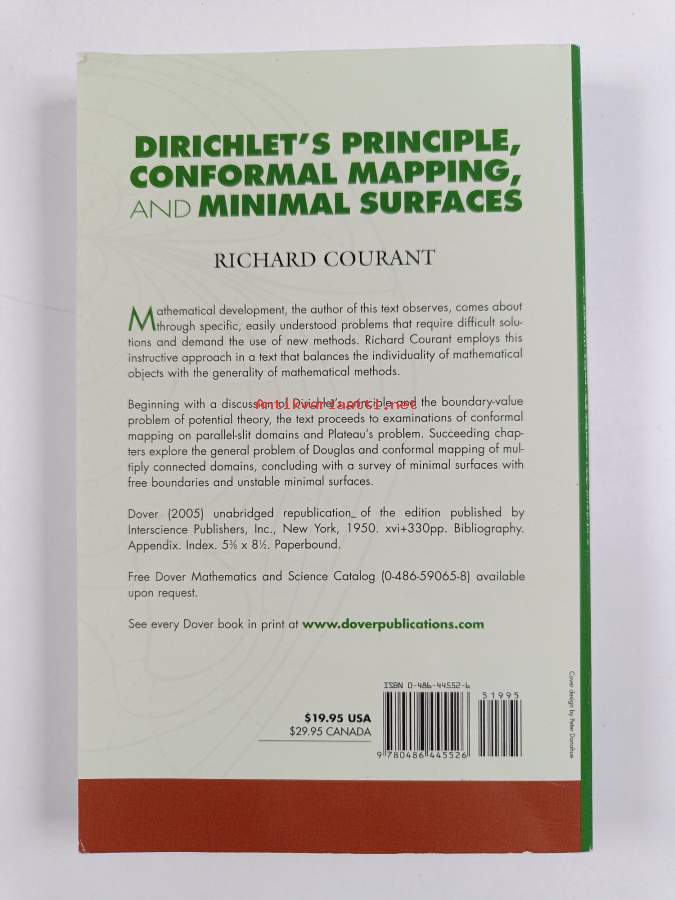 DIRICHLET'S PRINCIPLE,
CONFORMAL MAPPING,
AND MINIMAL SURFACES
RICHARD COURANT
Mathematical development, the author of this text observes, comes about
through specific, easily understood problems that require difficult solu-
tions and demand the use of new methods. Richard Courant employs this
instructive approach in a text that balances the individuality of mathematical
objects with the generality of mathematical methods.
Beginning with a discussion of Dirichlet's principle and the boundary-value
Antikvariaatti.net
problem of potential theory, the text proceeds to examinations of conformal
mapping on parallel-slit domains and Plateau's problem. Succeeding chap-
ters explore the general problem of Douglas and conformal mapping of mul-
tiply connected domains, concluding with a survey of minimal surfaces with
free boundaries and unstable minimal surfaces.
Dover (2005) unabridged republication_ of the edition published by
Interscience Publishers, Inc., New York, 1950. xvi+330pp. Bibliography.
Appendix. Index. 5⅜ x 8½. Paperbound.
Free Dover Mathematics and Science Catalog (0-486-59065-8) available
upon request.
See every Dover book in print at www.doverpublications.com
ISBN 0-486-44552-6
51995
$19.95 USA
$29.95 CANADA
9 780486 445526
Cover design by Peter Donahue